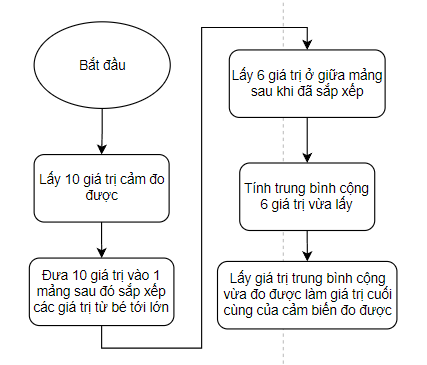 Bắt đầu
Lấy 10 giá trị cảm đo
được
Đưa 10 giá trị vào 1
mảng sau đó sắp xếp
các giá trị từ bé tới lớn
Lấy 6 giá trị ở giữa mảng
sau khi đã sắp xếp
Tính trung bình cộng
6 giá trị vừa lấy
Lấy giá trị trung bình cộng
vừa đo được làm giá trị cuối
cùng của cảm biến đo được